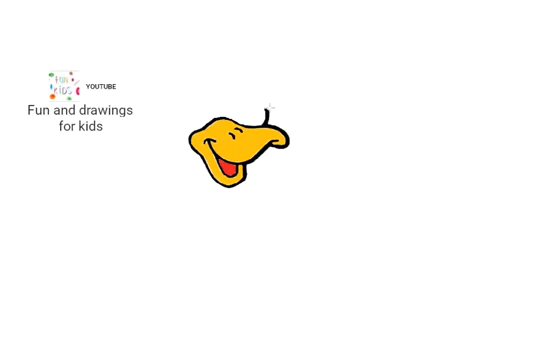 FUN
KIDS
YOUTUBE
Fun and drawings
for kids